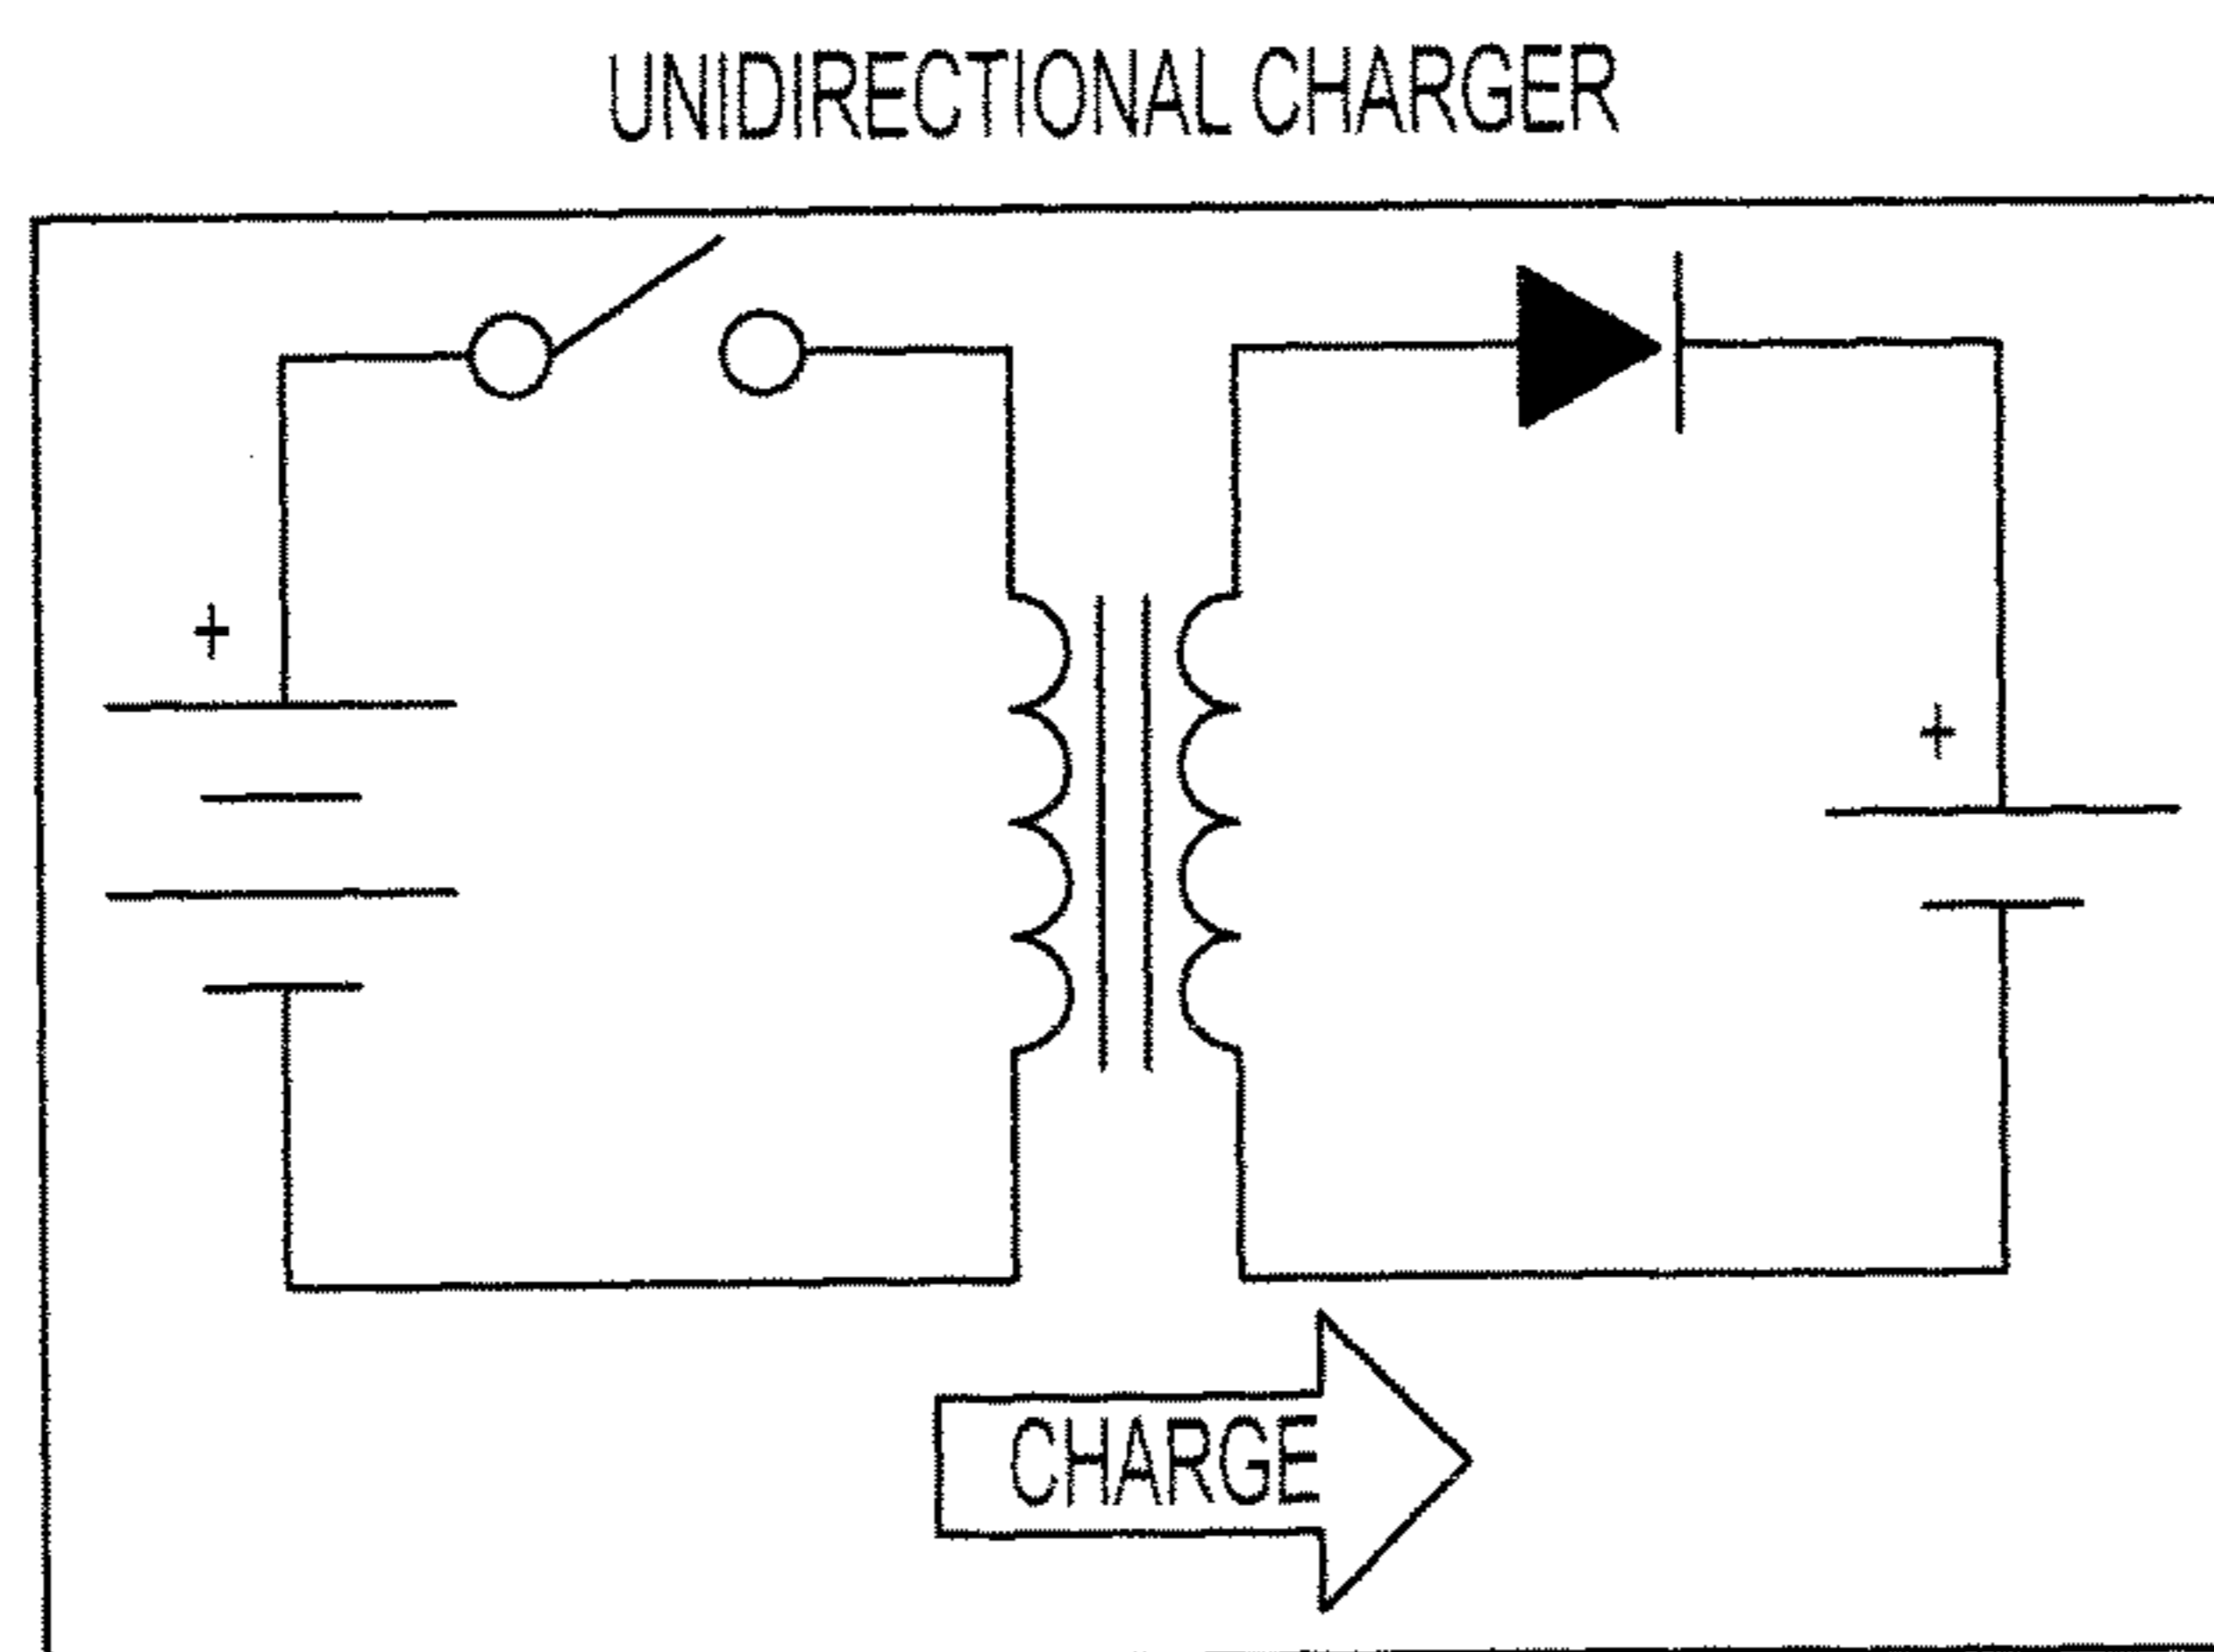 UNIDIRECTIONAL CHARGER
+
+
CHARGE